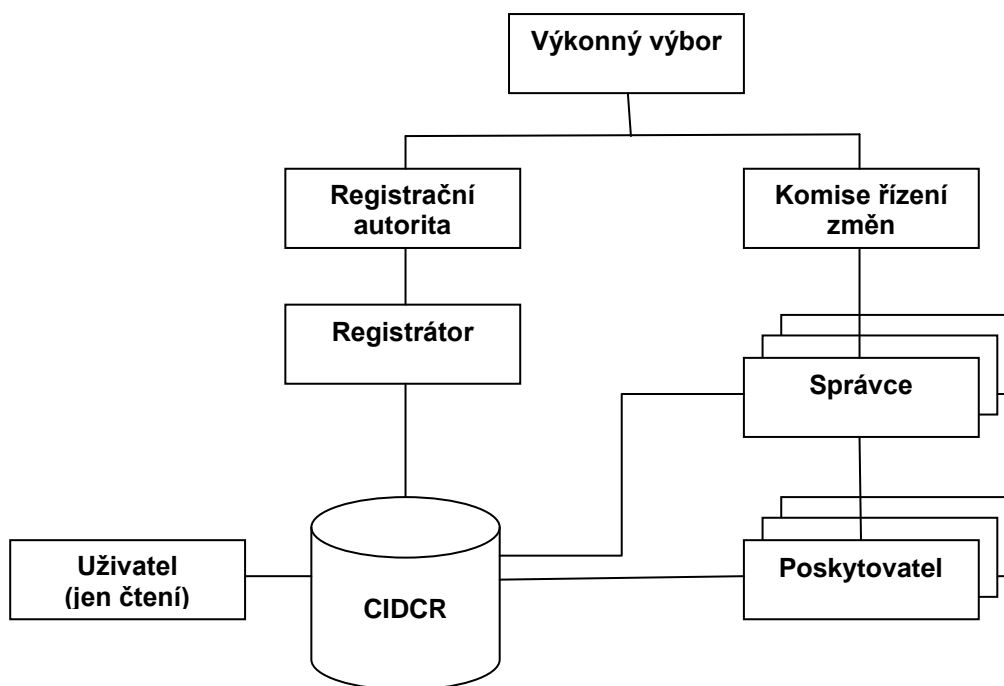 Výkonný výbor
Registrační
autorita
Komise řízení
změn
Registrátor
Správce
Uživatel
(jen čtení)
CIDCR
Poskytovatel